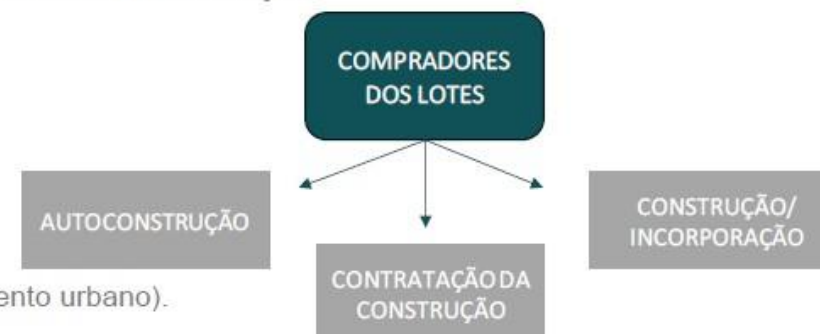 COMPRADORES
DOS LOTES
AUTOCONSTRUÇÃO
CONTRATAÇÃO DA
CONSTRUÇÃO
CONSTRUÇÃO/
INCORPORAÇÃO
ento urbano).